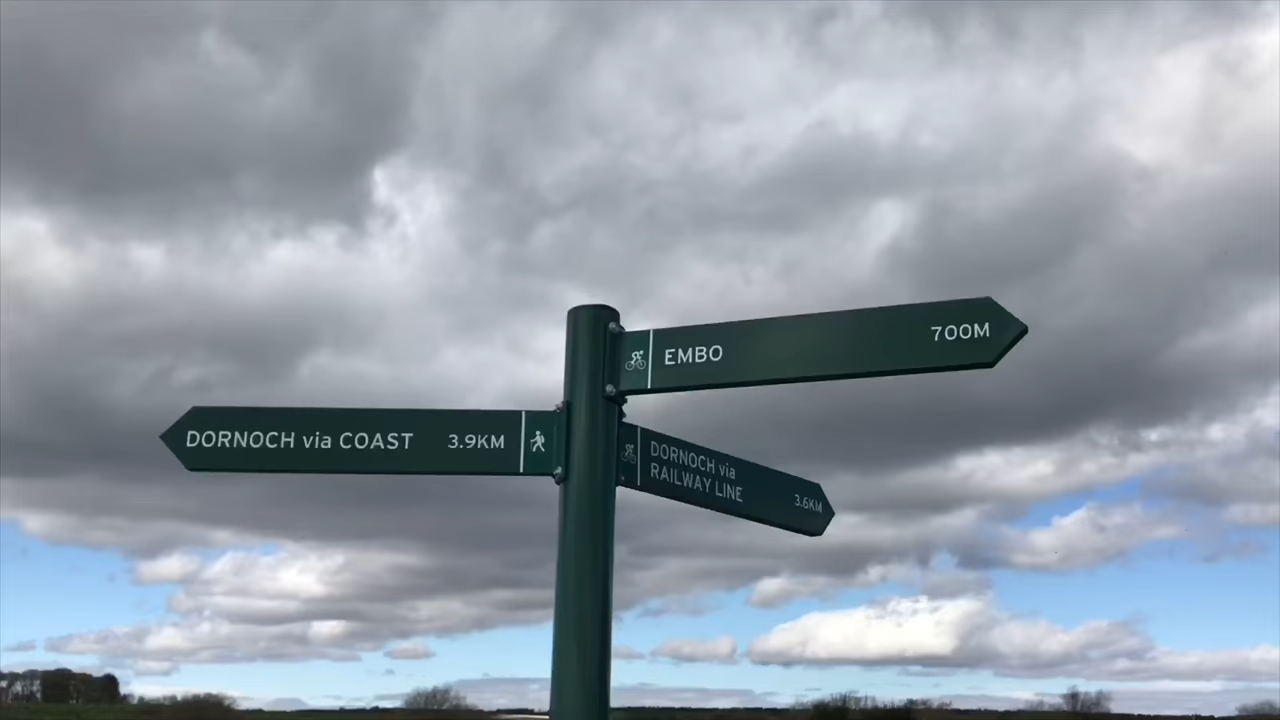 EMBO 700M
DORNOCH via COAST 3.9KM
DORNOCH via
RAILWAY LINE 3.6KM